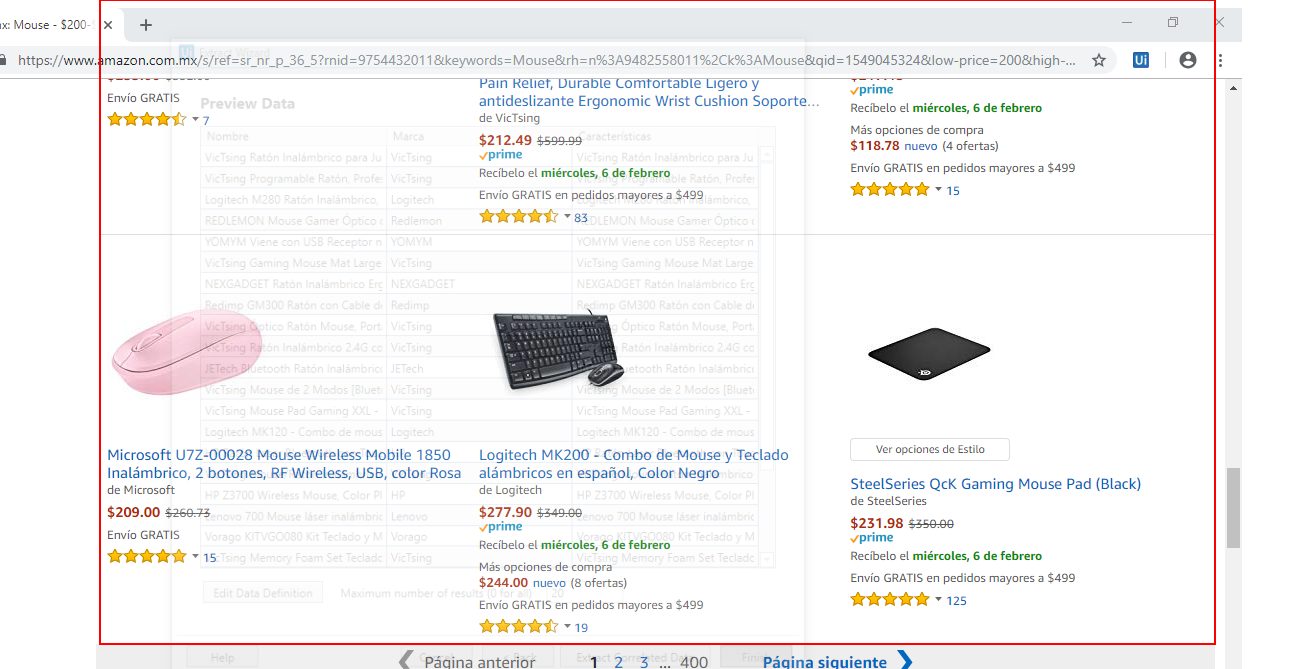 x: Mouse - $200-
https://www.amazon.com.mx/s/ref=sr_nr_p_36_5?rnid=9754432011&keywords=Mouse&rh=n%3A9482558011%2Ck%3AMouse&qid=1549045324&low-price=200&high-...
Ui
Extract Wizard
Preview Data
Nombre Marca Características
VicTsing Ratón Inalámbrico para Ju VicTsing VicTsing Ratón Inalámbrico para Ju
VicTsing Programable Ratón, Profes VicTsing VicTsing Programable Ratón, Profes
Logitech M280 Ratón Inalámbrico, Logitech Logitech M280 Ratón Inalámbrico,
REDLEMON Mouse Gamer Óptico Redlemon REDLEMON Mouse Gamer Óptico
YOMYM Viene con USB Receptor n YOMYM YOMYM Viene con USB Receptor n
VicTsing Gaming Mouse Mat Large VicTsing VicTsing Gaming Mouse Mat Large
NEXGADGET Ratón Inalámbrico Erg NEXGADGET NEXGADGET Ratón Inalámbrico Erg
Redimp GM300 Ratón con Cable d Redimp Redimp GM300 Ratón con Cable d
VicTsing Óptico Ratón Mouse, Port VicTsing VicTsing Óptico Ratón Mouse, Port
VicTsing Ratón Inalámbrico 2.4G co VicTsing VicTsing Ratón Inalámbrico 2.4G co
JETech Bluetooth Ratón Inalámbric JETech JETech Bluetooth Ratón Inalámbric
VicTsing Mouse de 2 Modos [Blueto VicTsing VicTsing Mouse de 2 Modos [Blueto
VicTsing Mouse Pad Gaming XXL - VicTsing VicTsing Mouse Pad Gaming XXL -
Logitech MK120 - Combo de mous Logitech Logitech MK120 - Combo de mous
HP Z3700 Wireless Mouse, Color Pl HP HP Z3700 Wireless Mouse, Color Pl
Lenovo 700 Mouse láser inalámbric Lenovo Lenovo 700 Mouse láser inalámbric
Vorago KITVGO080 Kit Teclado y M Vorago Vorago KITVGO080 Kit Teclado y M
VicTsing Memory Foam Set Teclado VicTsing VicTsing Memory Foam Set Teclado
Edit Data Definition Maximum number of results (0 for all) 20
Help Cancel < Back Extract Correlated Data Finish
Envío GRATIS
7
Pain Relief, Durable Comfortable Ligero y
antideslizante Ergonomic Wrist Cushion Soporte...
de VicTsing
$212.49 $599.99
prime
Recíbelo el miércoles, 6 de febrero
Envío GRATIS en pedidos mayores a $499
83
prime
Recíbelo el miércoles, 6 de febrero
Más opciones de compra
$118.78 nuevo (4 ofertas)
Envío GRATIS en pedidos mayores a $499
15
Microsoft U7Z-00028 Mouse Wireless Mobile 1850
Inalámbrico, 2 botones, RF Wireless, USB, color Rosa
de Microsoft
$209.00 $260.73
Envío GRATIS
15
Logitech MK200 - Combo de Mouse y Teclado
alámbricos en español, Color Negro
de Logitech
$277.90 $349.00
prime
Recíbelo el miércoles, 6 de febrero
Más opciones de compra
$244.00 nuevo (8 ofertas)
Envío GRATIS en pedidos mayores a $499
19
Ver opciones de Estilo
SteelSeries QcK Gaming Mouse Pad (Black)
de SteelSeries
$231.98 $350.00
prime
Recíbelo el miércoles, 6 de febrero
Envío GRATIS en pedidos mayores a $499
125
Página anterior 1 2 3 ... 400 Página siguiente